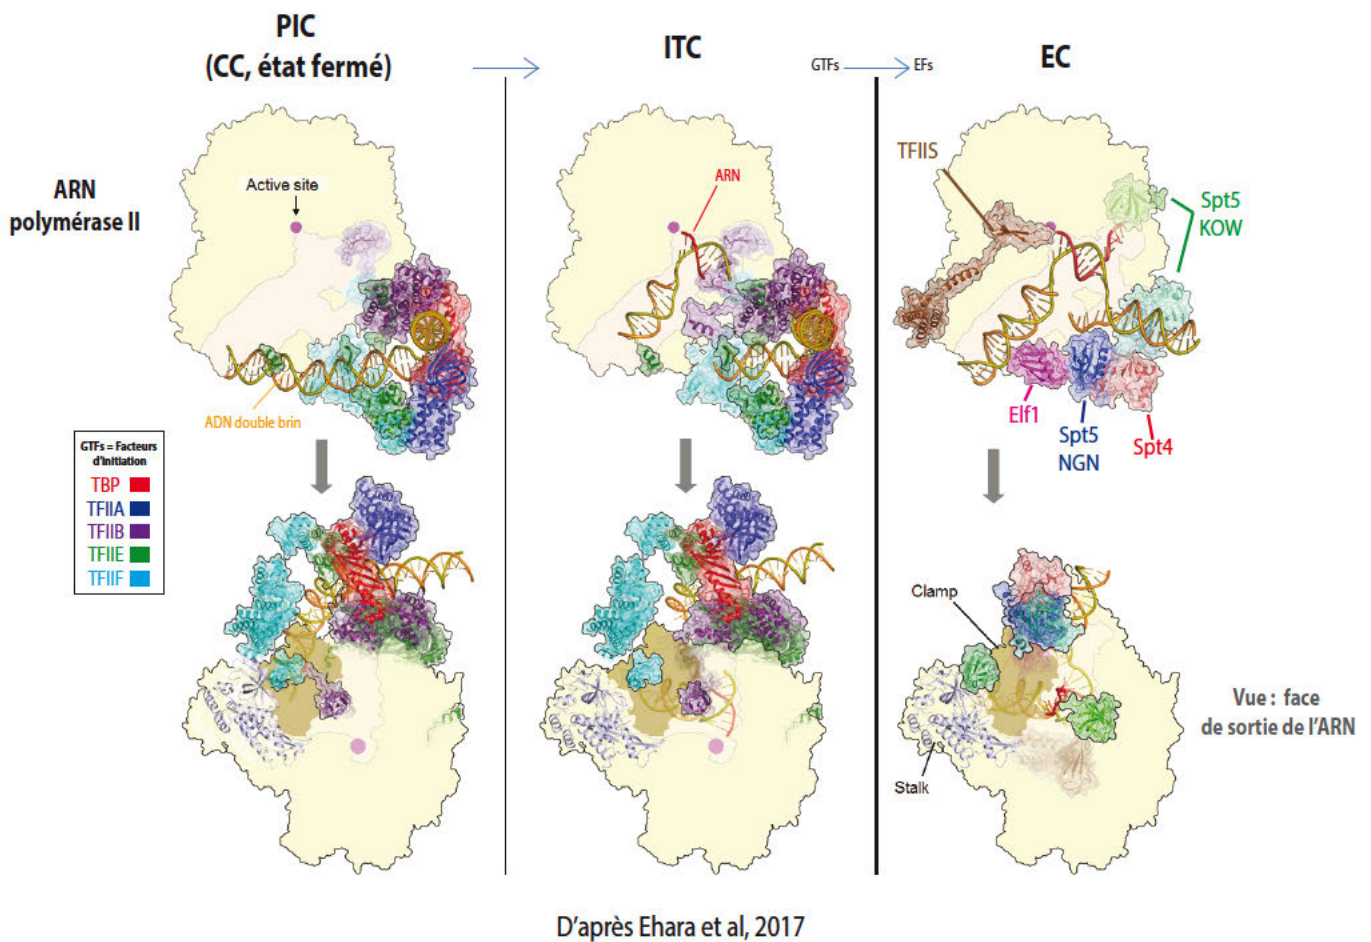 PIC
(CC, état fermé)
ITC
GTFs
EFs
EC
ARN
polymérase II
Active site
ADN double brin
ARN
TFIIS
Spt5
KOW
Elf1
Spt5
NGN
Spt4
GTFs = Facteurs
d'initiation
TBP
TFIIA
TFIIB
TFIIE
TFIIF
Clamp
Stalk
Vue : face
de sortie de l'ARN
D'après Ehara et al, 2017